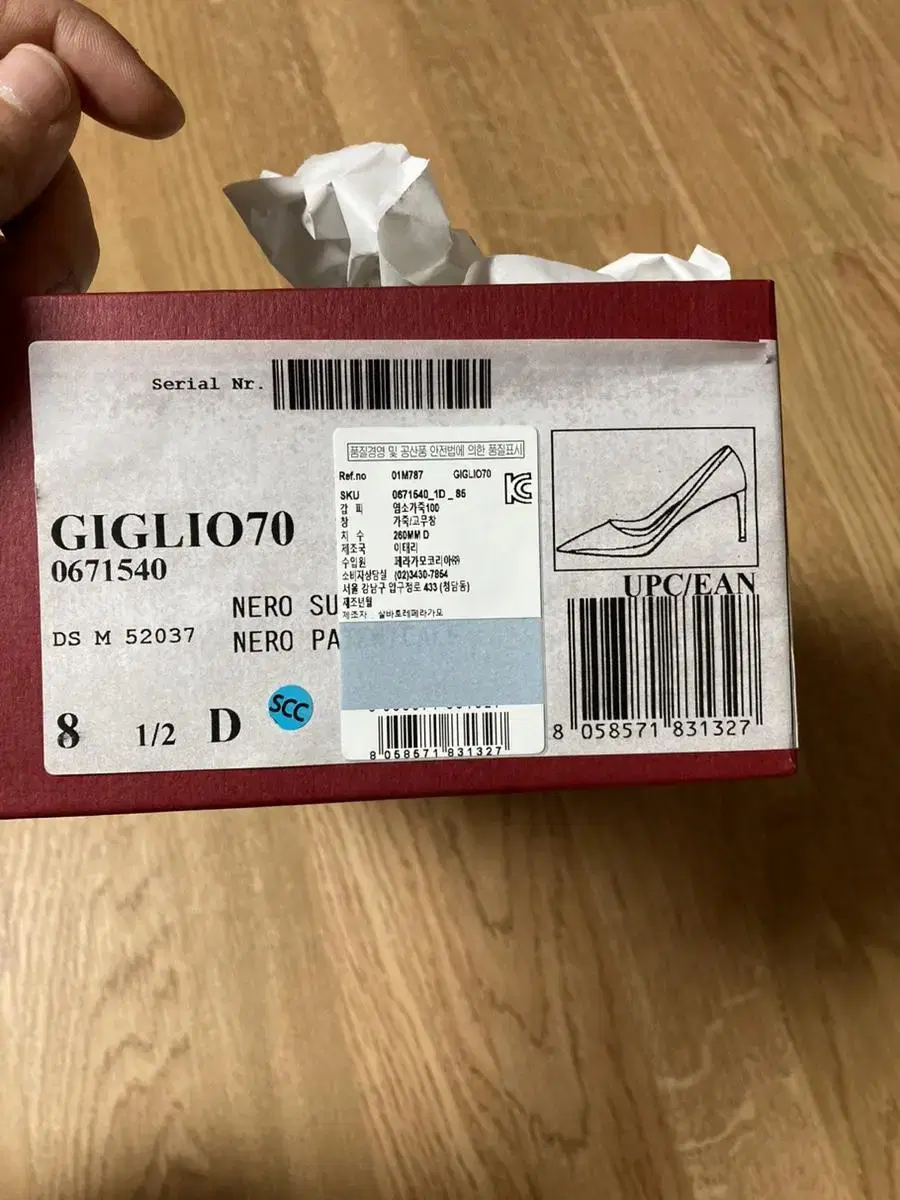 Serial Nr.
품질경영 및 공산품 안전법에 의한 품질표시
Ref.no 01M787 GIGLIO70
SKU 0671540_1D _ 85
갑 피 염소가죽100
창 가죽/고무창
치 수 260MM D
제조국 이태리
수입원 페라가모코리아㈜
소비자상담실 (02)3430-7854
서울 강남구 압구정로 433 (청담동)
제조년월
제조자 살바토레페라가모
8 058571 831327
GIGLIO70
0671540
NERO SU
DS M 52037 NERO PA
8 1/2 D
SCC
UPC/EAN
8 058571 831327